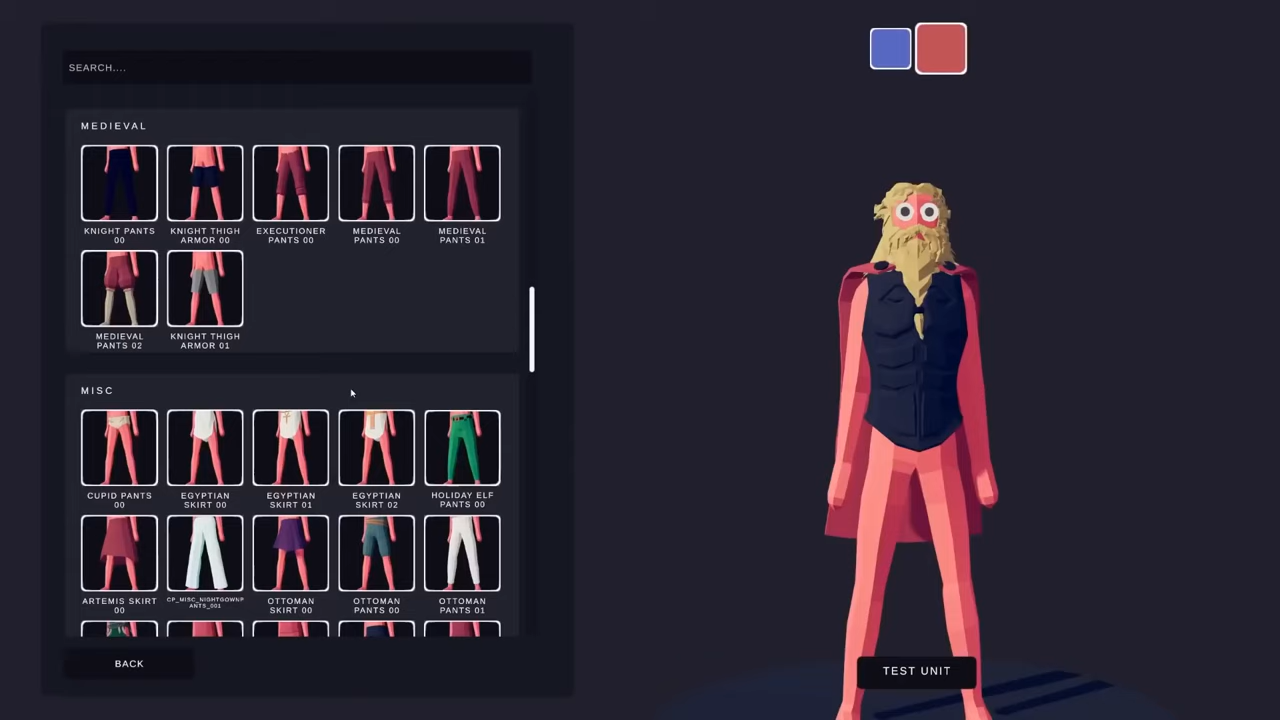 SEARCH....
MEDIEVAL
KNIGHT PANTS
00
KNIGHT THIGH
ARMOR 00
EXECUTIONER
PANTS 00
MEDIEVAL
PANTS 00
MEDIEVAL
PANTS 01
MEDIEVAL
PANTS 02
KNIGHT THIGH
ARMOR 01
MISC
CUPID PANTS
00
EGYPTIAN
SKIRT 00
EGYPTIAN
SKIRT 01
EGYPTIAN
SKIRT 02
HOLIDAY ELF
PANTS 00
ARTEMIS SKIRT
00
CP_MISC_NIGHTGOWNP
ANTS_001
OTTOMAN
SKIRT 00
OTTOMAN
PANTS 00
OTTOMAN
PANTS 01
BACK
TEST UNIT